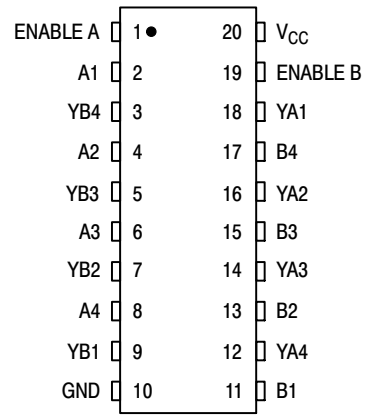 ENABLE A 1 20 VCC
A1 2 19 ENABLE B
YB4 3 18 YA1
A2 4 17 B4
YB3 5 16 YA2
A3 6 15 B3
YB2 7 14 YA3
A4 8 13 B2
YB1 9 12 YA4
GND 10 11 B1